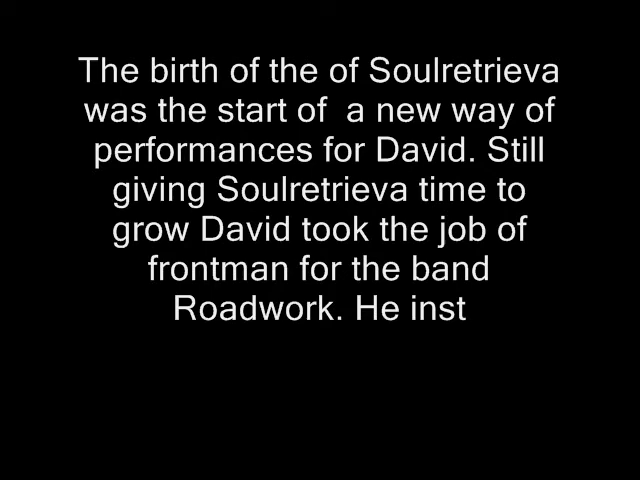 The birth of the of Soulretrieva
was the start of  a new way of
performances for David. Still
giving Soulretrieva time to
grow David took the job of
frontman for the band
Roadwork. He inst